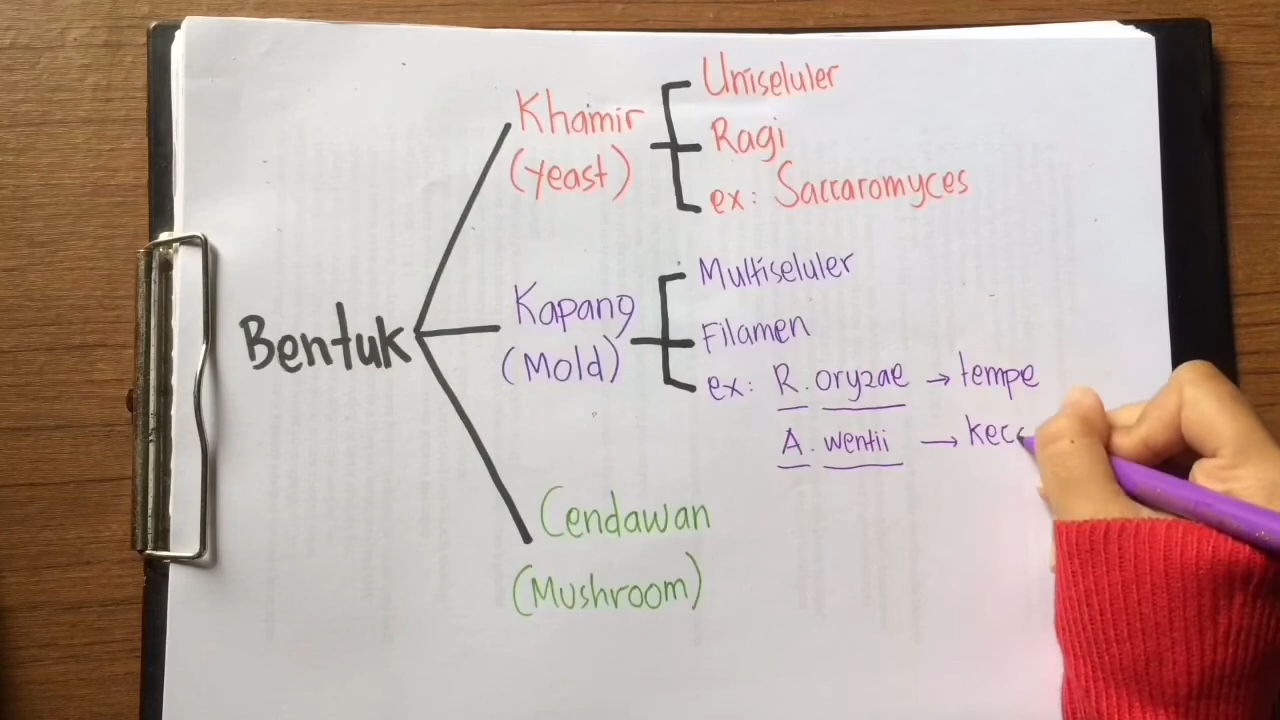 Bentuk
Khamir
(yeast)
Uniseluler
Ragi
ex: Saccaromyces
Kapang
(Mold)
Multiseluler
Filamen
ex: R. oryzae → tempe
A. wentii →
Cendawan
(Mushroom)